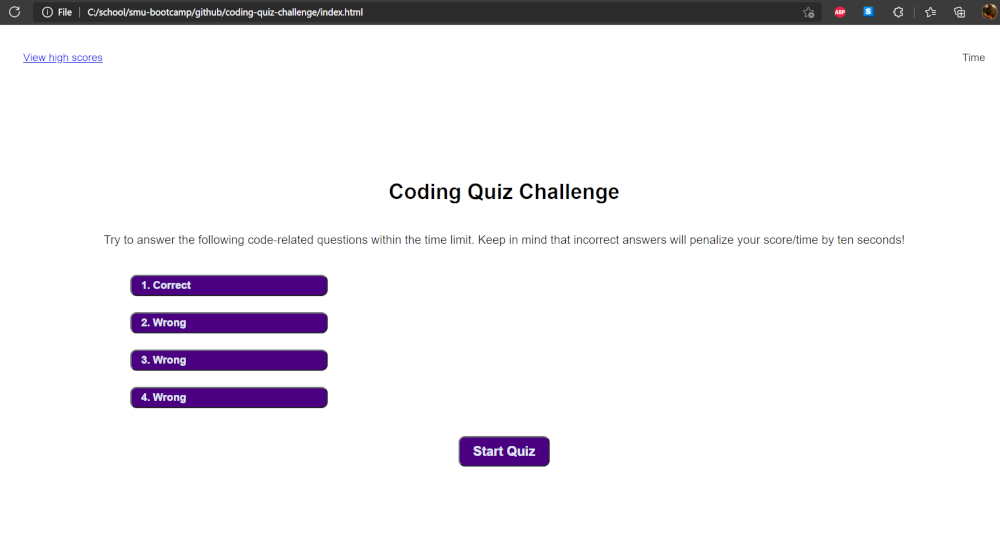 File C:/school/smu-bootcamp/github/coding-quiz-challenge/index.html ABP S
View high scores Time
Coding Quiz Challenge
Try to answer the following code-related questions within the time limit. Keep in mind that incorrect answers will penalize your score/time by ten seconds!
1. Correct
2. Wrong
3. Wrong
4. Wrong
Start Quiz